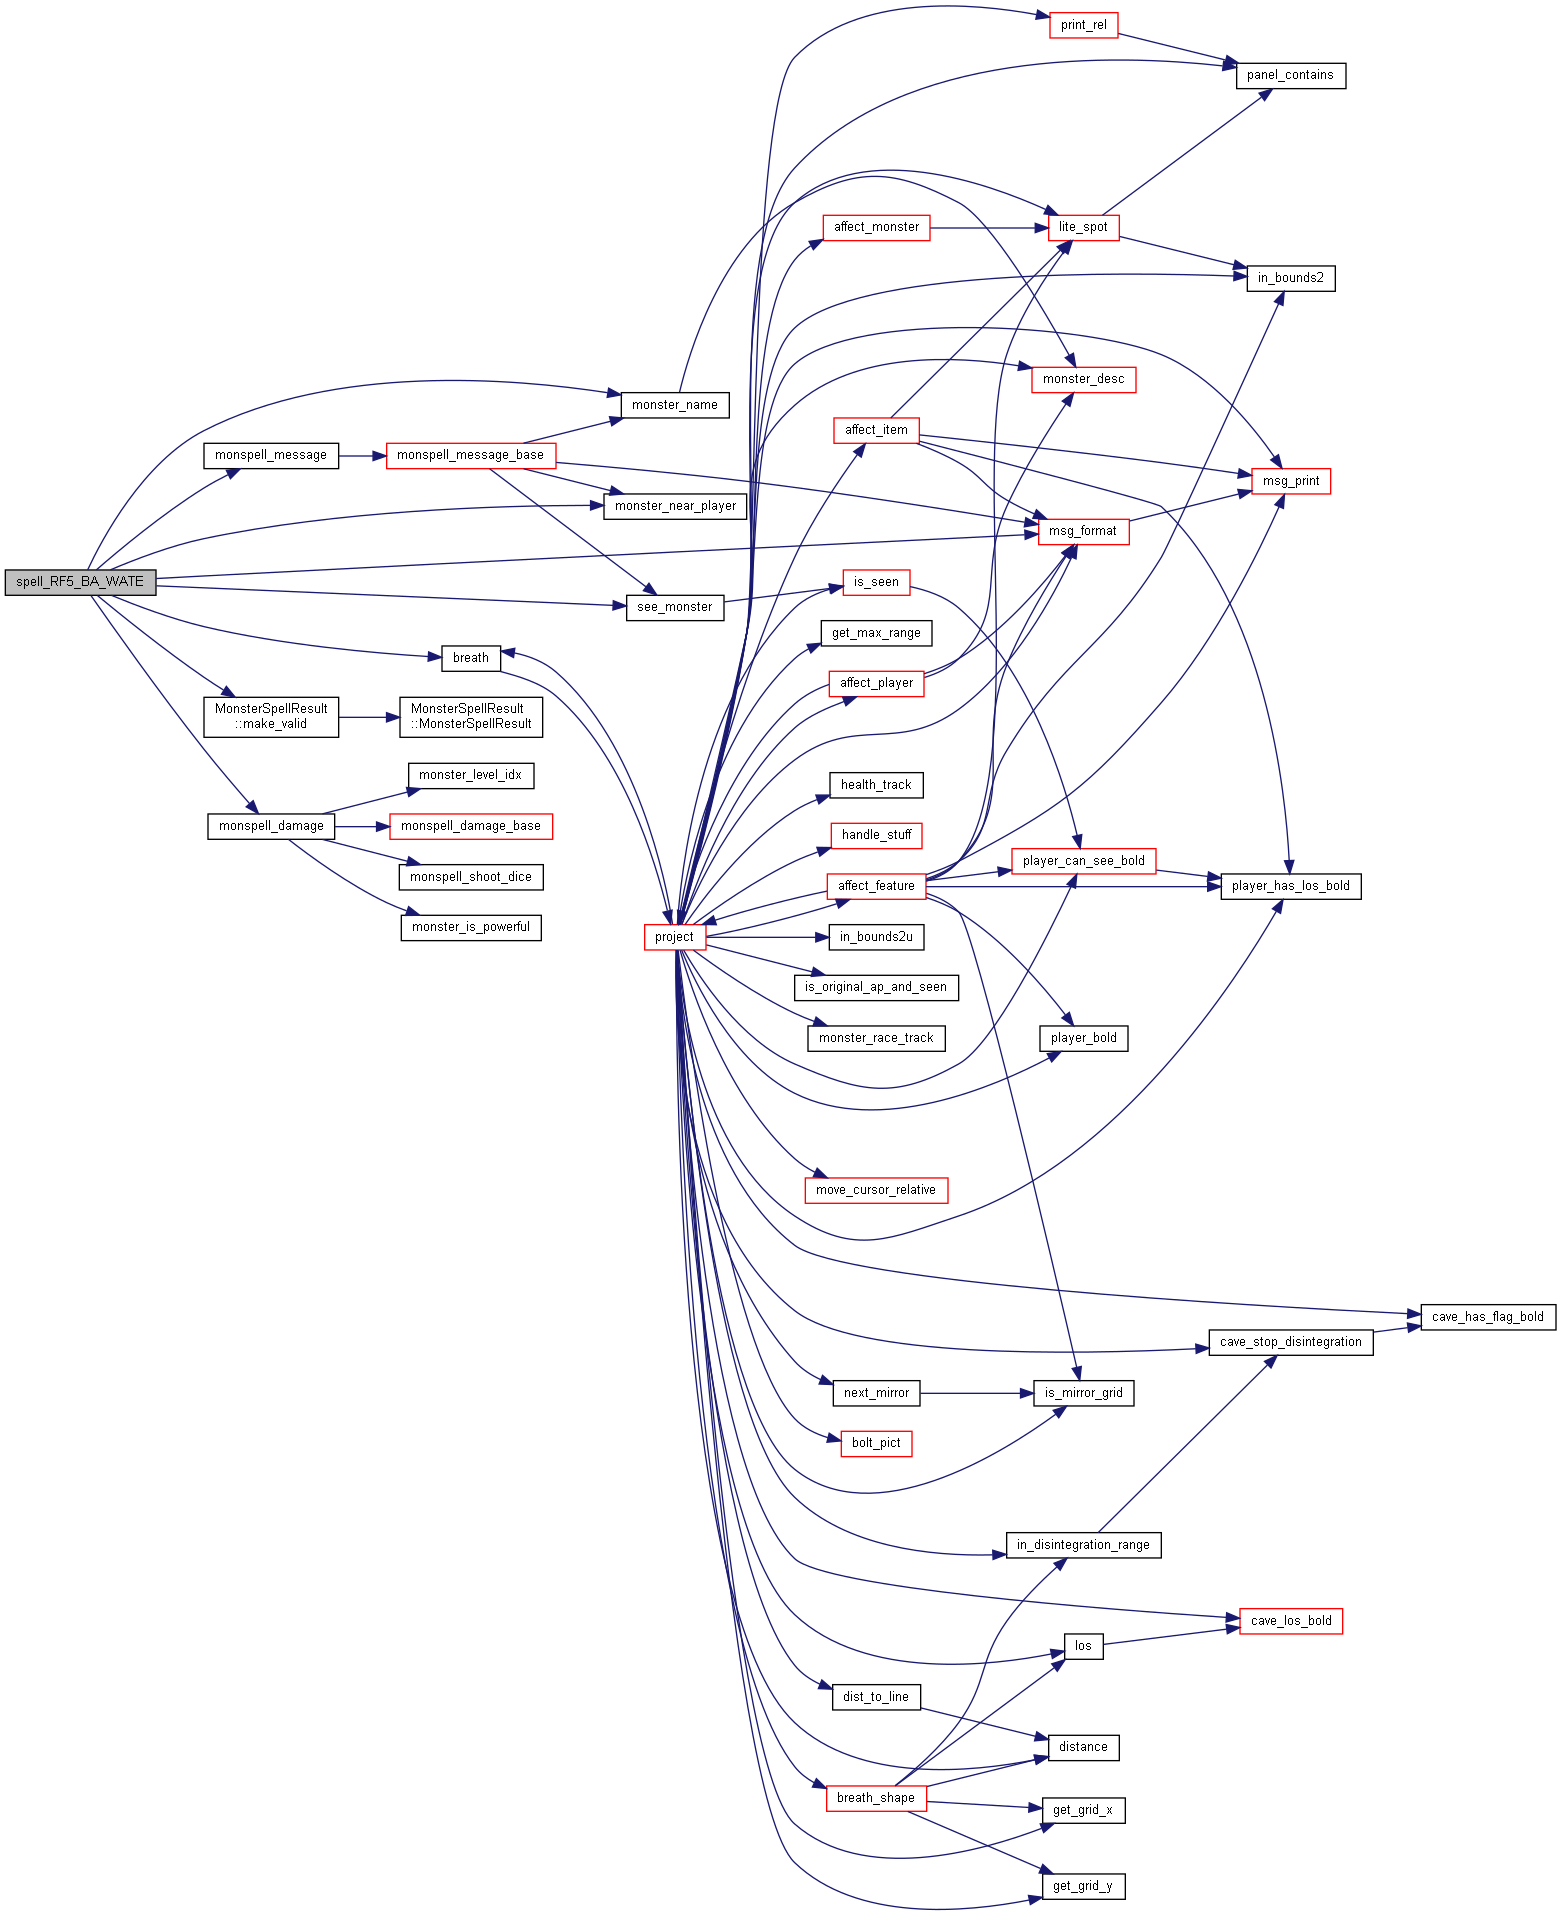 print_rel
panel_contains
affect_monster
lite_spot
in_bounds2
monster_desc
monster_name
affect_item
monspell_message
monspell_message_base
msg_print
monster_near_player
msg_format
spell_RF5_BA_WATE
is_seen
see_monster
get_max_range
breath
affect_player
MonsterSpellResult
::make_valid
MonsterSpellResult
::MonsterSpellResult
monster_level_idx
health_track
monspell_damage
monspell_damage_base
handle_stuff
player_can_see_bold
monspell_shoot_dice
affect_feature
player_has_los_bold
monster_is_powerful
project
in_bounds2u
is_original_ap_and_seen
monster_race_track
player_bold
move_cursor_relative
cave_has_flag_bold
cave_stop_disintegration
next_mirror
is_mirror_grid
bolt_pict
in_disintegration_range
cave_los_bold
los
dist_to_line
distance
breath_shape
get_grid_x
get_grid_y